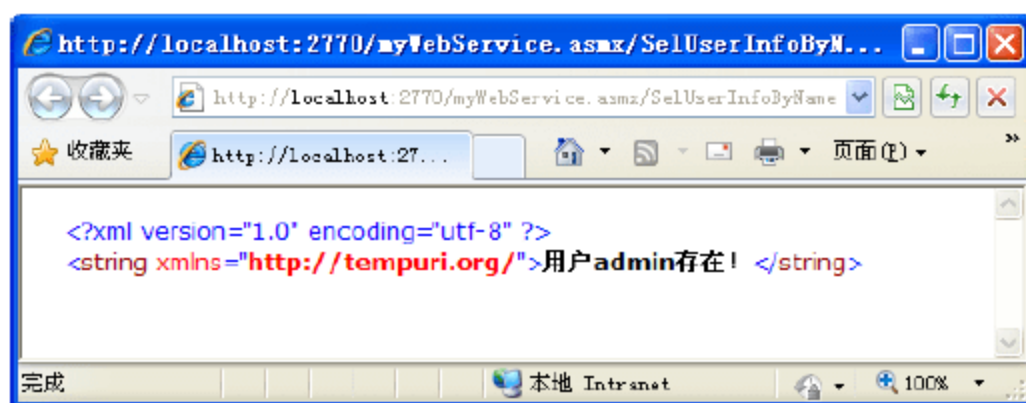 http://localhost:2770/myWebService.asmx/SelUserInfoByN...
http://localhost:2770/myWebService.asmx/SelUserInfoByName
收藏夹 http://localhost:27... 页面(P) »
<?xml version="1.0" encoding="utf-8" ?>
<string xmlns="http://tempuri.org/">用户admin存在! </string>
完成 本地 Intranet 100%